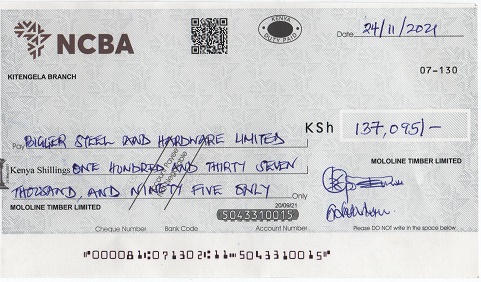 NCBA
KENYA
DUTY PAID
Date 24/11/2021
KITENGELA BRANCH
07-130
Pay BIGGER STEEL AND HARDWARE LIMITED
KSh 137,095/-
Kenya Shillings ONE HUNDRED AND THIRTY SEVEN
MOLOLINE TIMBER LIMITED
THOUSAND, AND NINETY FIVE ONLY Only
MOLOLINE TIMBER LIMITED
20/09/21
5043310015
Cheque Number Bank Code Account Number
Please DO NOT write in the space below
"000081:07130211:5043310015"